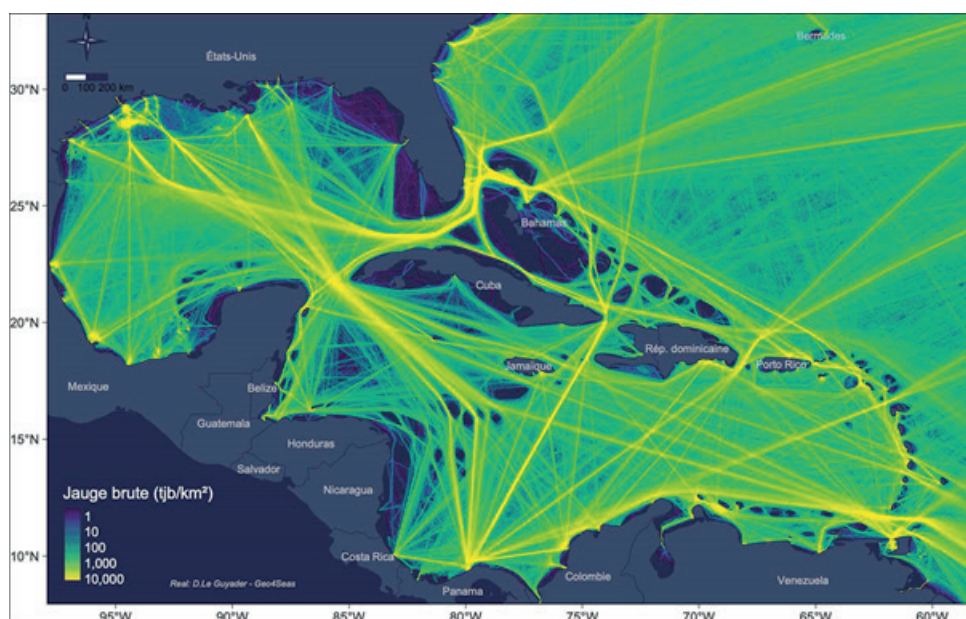 N
États-Unis
Bermudes
0 100 200 km
30°N
25°N
Bahamas
Cuba
20°N
Rép. dominicaine
Porto Rico
Jamaïque
Mexique
Belize
Guatemala
15°N
Honduras
Salvador
Nicaragua
Jauge brute (tjb/km²)
1
10
100
1,000
10,000
10°N
Costa Rica
Colombie
Venezuela
Panama
Real: D.Le Guyader - Geo4Seas
95°W 90°W 85°W 80°W 75°W 70°W 65°W 60°W